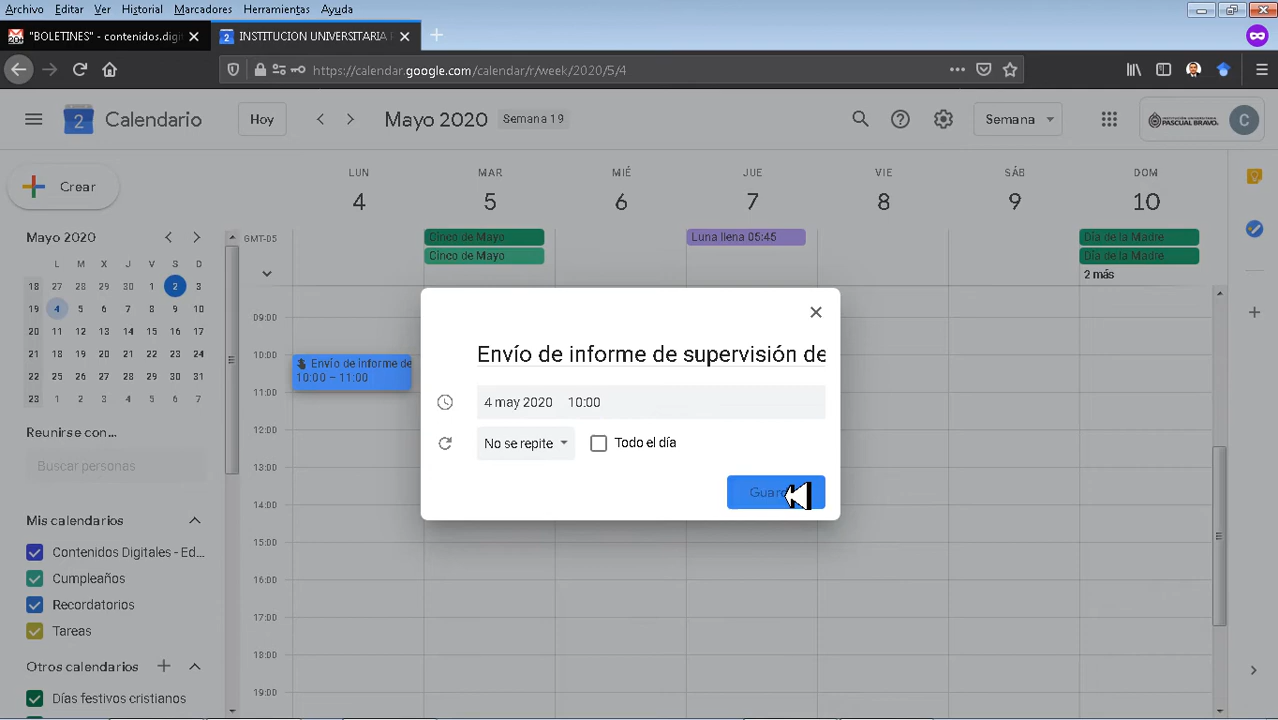 Archivo Editar Ver Historial Marcadores Herramientas Ayuda
20+ "BOLETINES" - contenidos.digi
2 INSTITUCION UNIVERSITARIA
https://calendar.google.com/calendar/r/week/2020/5/4
2 Calendario Hoy Mayo 2020 Semana 19 Semana INSTITUCIÓN UNIVERSITARIA PASCUAL BRAVO C
Crear
LUN MAR MIÉ JUE VIE SÁB DOM
4 5 6 7 8 9 10
Mayo 2020
GMT-05 Cinco de Mayo Luna llena 05:45 Día de la Madre
Cinco de Mayo Día de la Madre
2 más
L M X J V S D
18 27 28 29 30 1 2 3
19 4 5 6 7 8 9 10
20 11 12 13 14 15 16 17
21 18 19 20 21 22 23 24
22 25 26 27 28 29 30 31
23 1 2 3 4 5 6 7
09:00
10:00
11:00
12:00
13:00
14:00
15:00
16:00
17:00
18:00
19:00
Envío de informe de
10:00 – 11:00
Envío de informe de supervisión de
4 may 2020 10:00
No se repite Todo el día
Reunirse con...
Buscar personas
Mis calendarios
Contenidos Digitales - Ed...
Cumpleaños
Recordatorios
Tareas
Otros calendarios
Días festivos cristianos